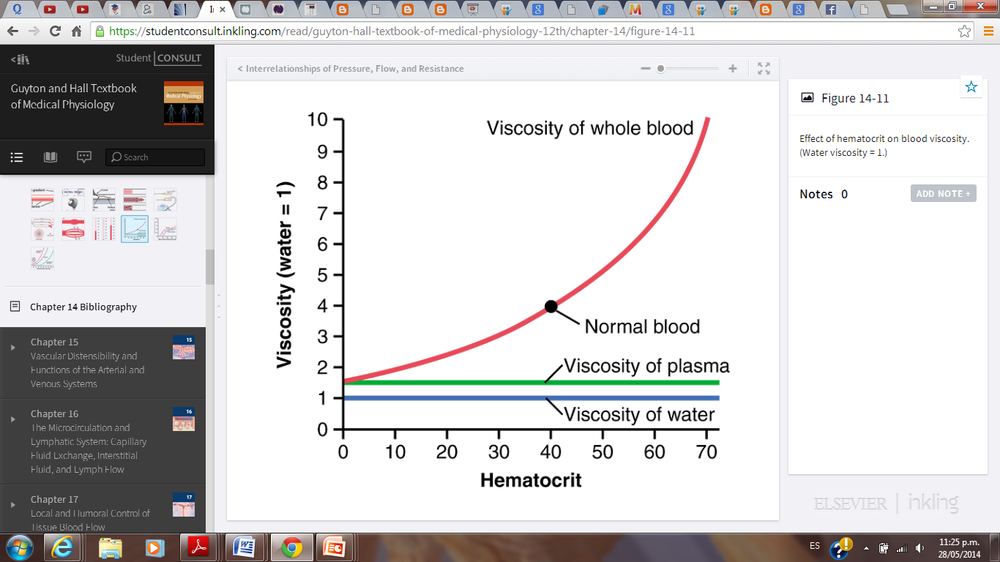 https://studentconsult.inkling.com/read/guyton-hall-textbook-of-medical-physiology-12th/chapter-14/figure-14-11
Student CONSULT
Guyton and Hall Textbook
of Medical Physiology
Search
Chapter 14 Bibliography
Chapter 15
Vascular Distensibility and
Functions of the Arterial and
Venous Systems
15
Chapter 16
The Microcirculation and
Lymphatic System: Capillary
Fluid Exchange, Interstitial
Fluid, and Lymph Flow
16
Chapter 17
Local and Humoral Control of
Tissue Blood Flow
17
< Interrelationships of Pressure, Flow, and Resistance
Viscosity (water = 1)
10
9
8
7
6
5
4
3
2
1
0
Viscosity of whole blood
Normal blood
Viscosity of plasma
Viscosity of water
0 10 20 30 40 50 60 70
Hematocrit
Figure 14-11
Effect of hematocrit on blood viscosity.
(Water viscosity = 1.)
Notes 0
ADD NOTE +
ELSEVIER | inkling
ES
11:25 p.m.
28/05/2014